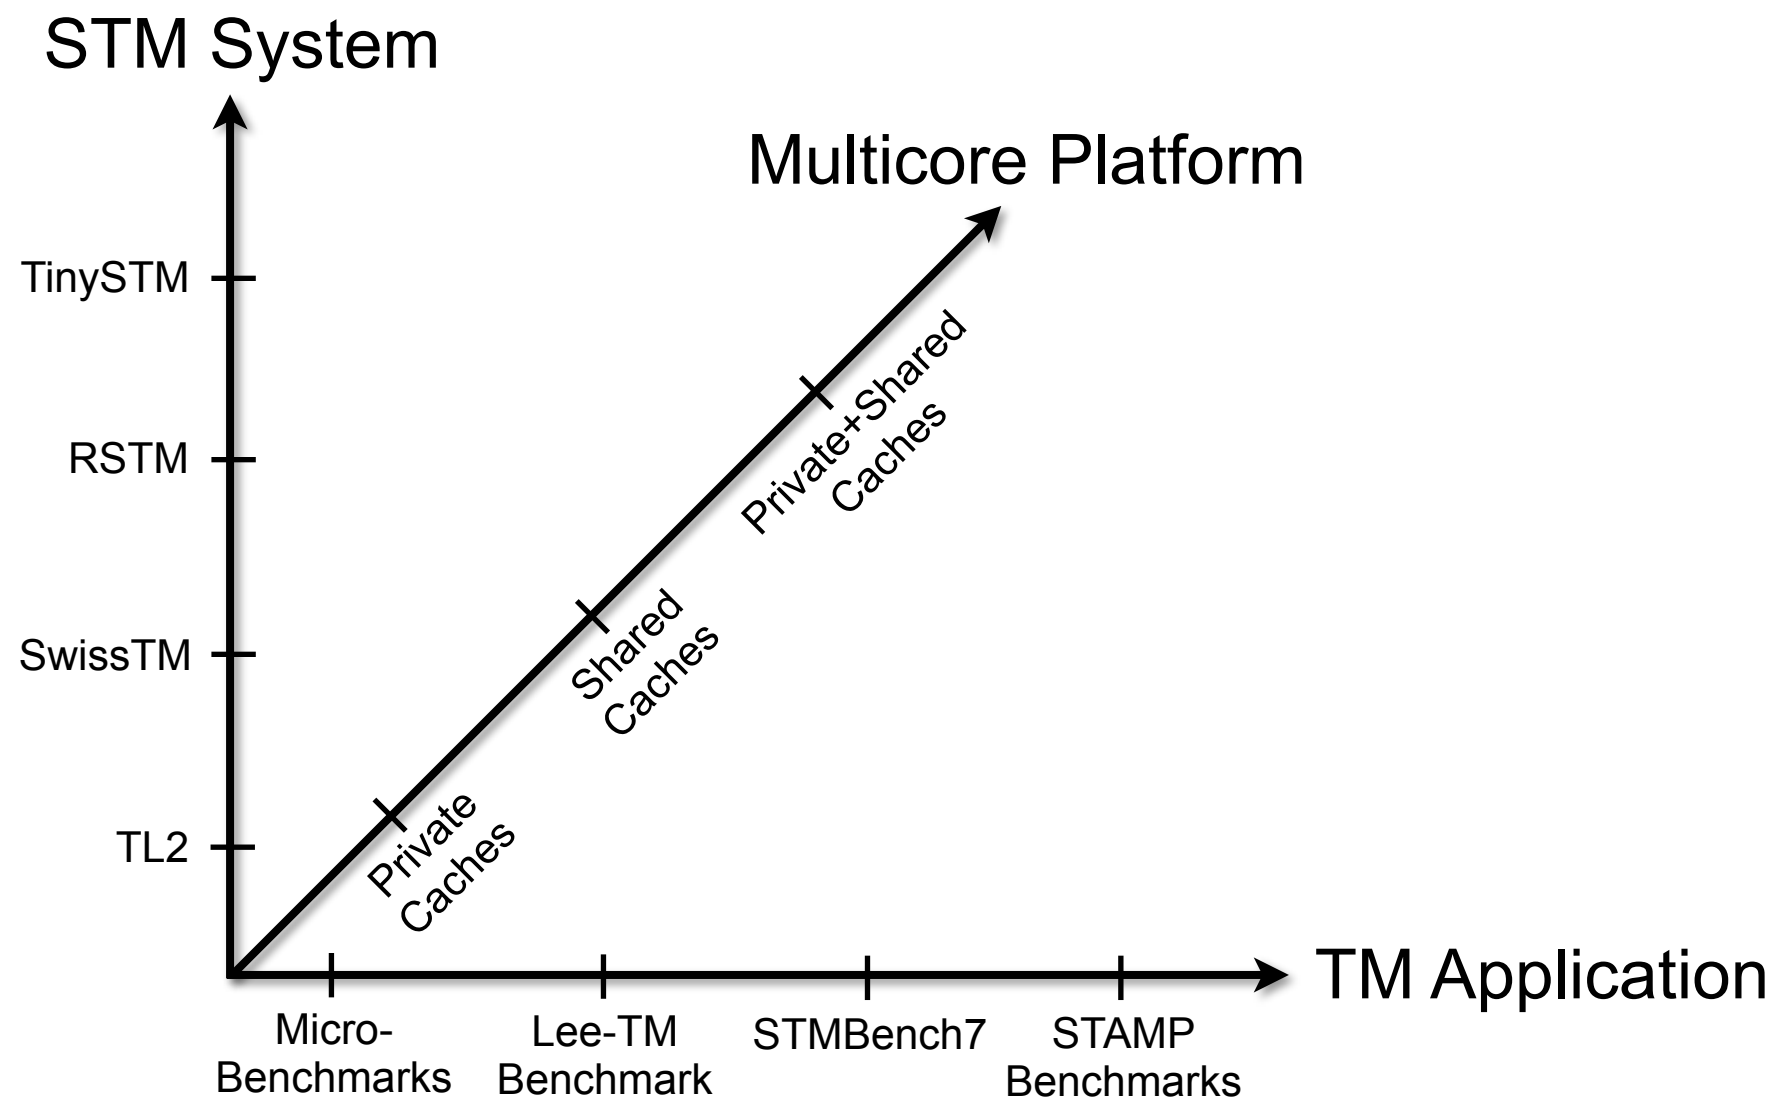 STM System
Multicore Platform
TinySTM
RSTM
SwissTM
TL2
Private+Shared
Caches
Shared
Caches
Private
Caches
TM Application
Micro-
Benchmarks
Lee-TM
Benchmark
STMBench7
STAMP
Benchmarks